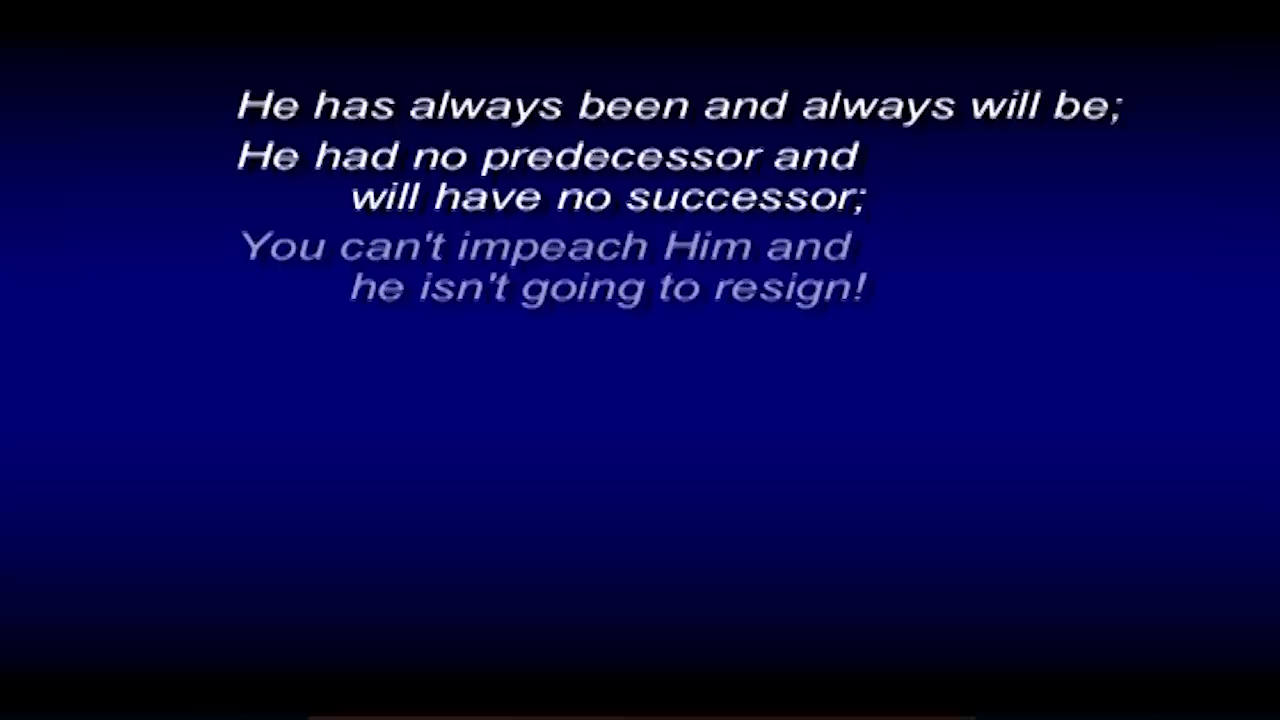 He has always been and always will be;
He had no predecessor and
will have no successor;
You can't impeach Him and
he isn't going to resign!